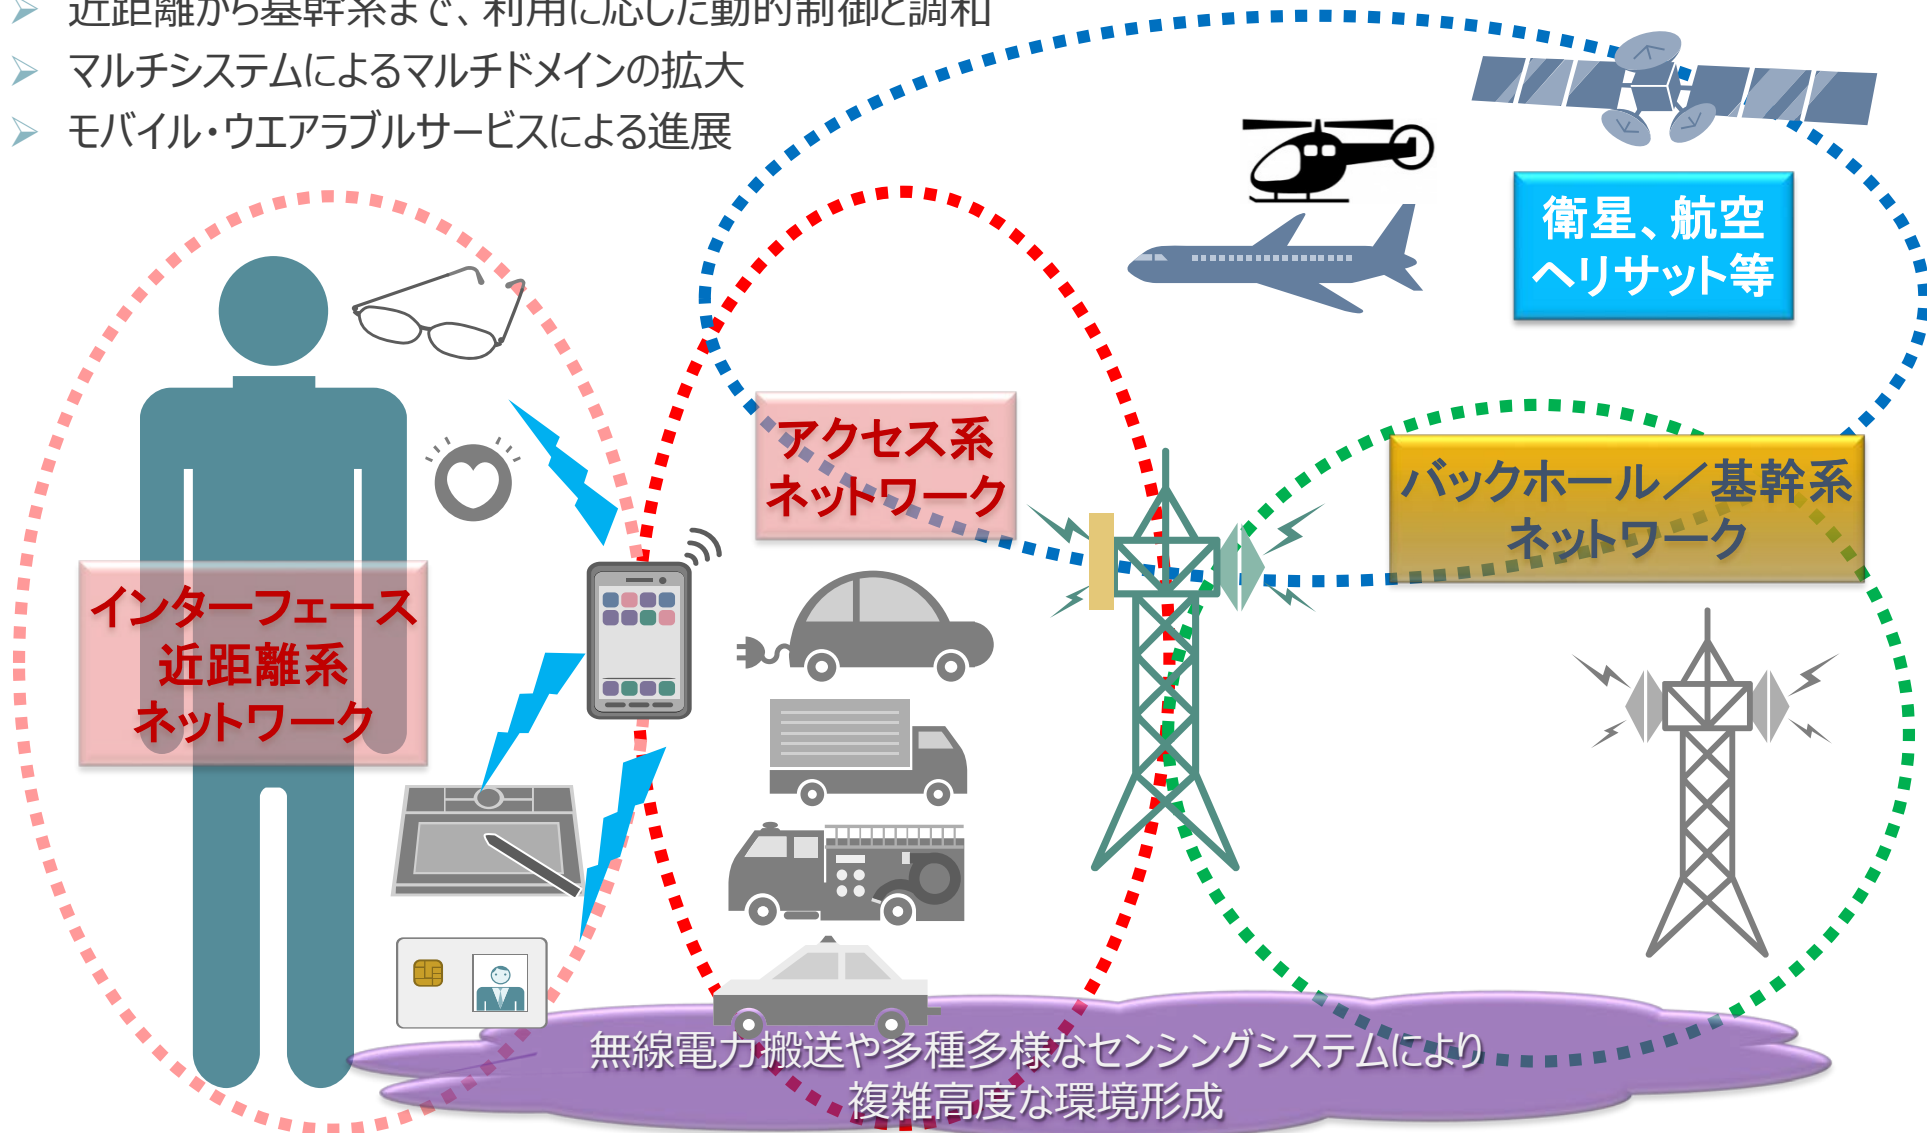 近距離から基幹系まで、利用に応じた動的制御と調和
マルチシステムによるマルチドメインの拡大
モバイル・ウエアラブルサービスによる進展
衛星、航空
ヘリサット等
アクセス系
ネットワーク
バックホール／基幹系
ネットワーク
インターフェース
近距離系
ネットワーク
無線電力搬送や多種多様なセンシングシステムにより
複雑高度な環境形成